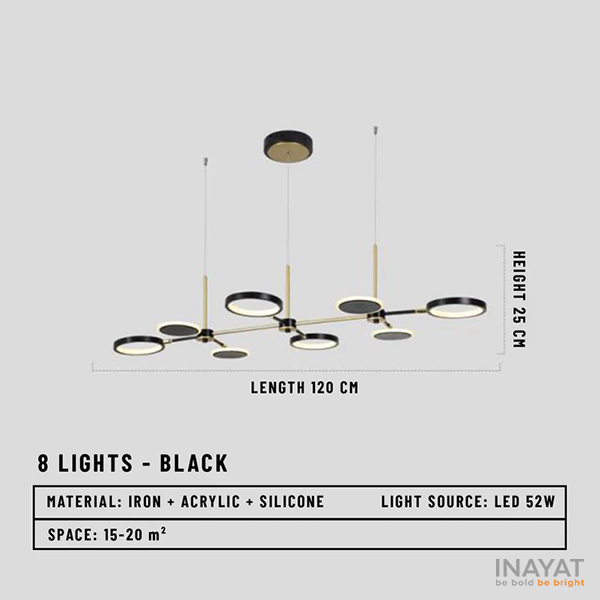 HEIGHT 25 CM
LENGTH 120 CM
8 LIGHTS - BLACK
MATERIAL: IRON + ACRYLIC + SILICONE LIGHT SOURCE: LED 52W
SPACE: 15-20 m²
INAYAT
be bold be bright